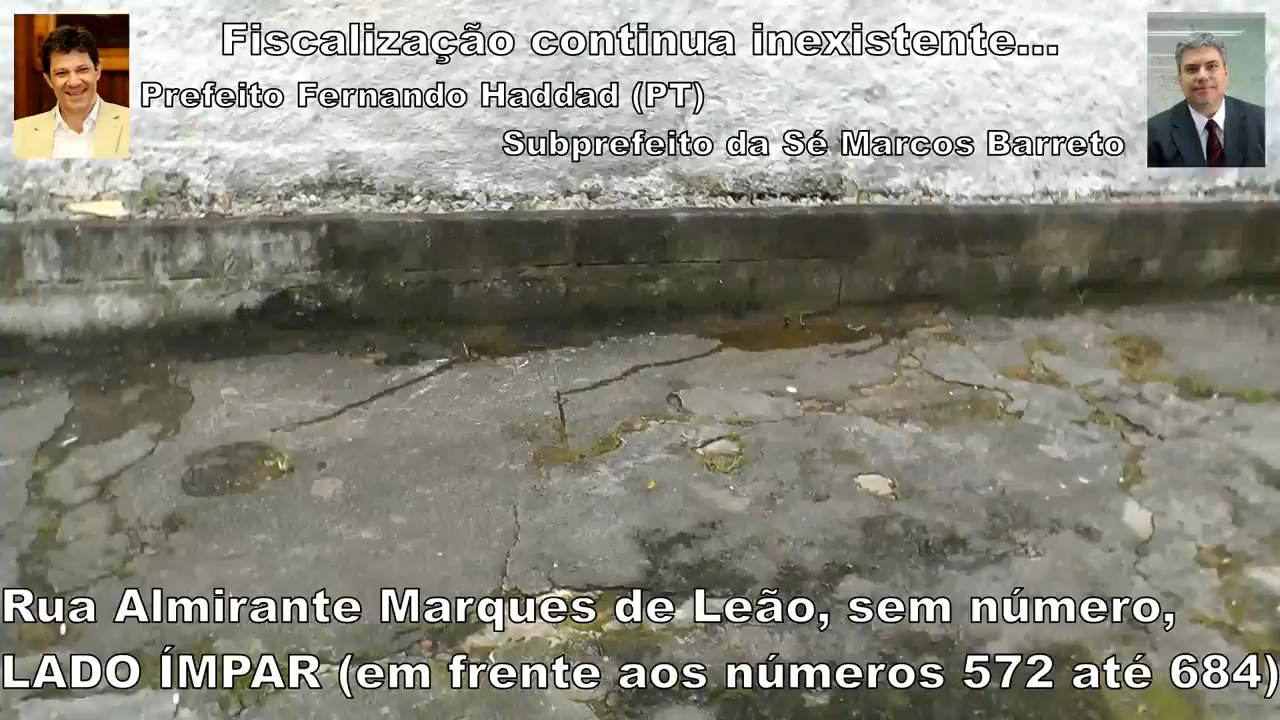 Fiscalização continua inexistente...
Prefeito Fernando Haddad (PT)
Subprefeito da Sé Marcos Barreto
Rua Almirante Marques de Leão, sem número,
LADO ÍMPAR (em frente aos números 572 até 684)